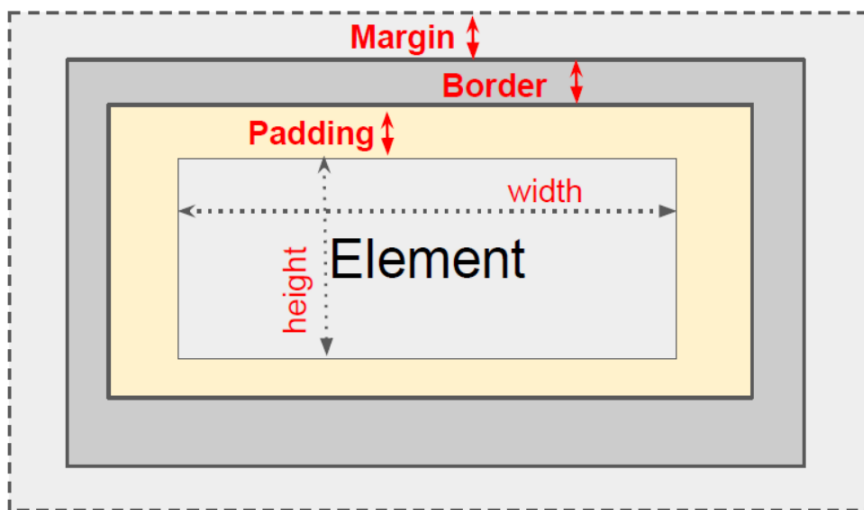 Margin
Border
Padding
width
height
Element